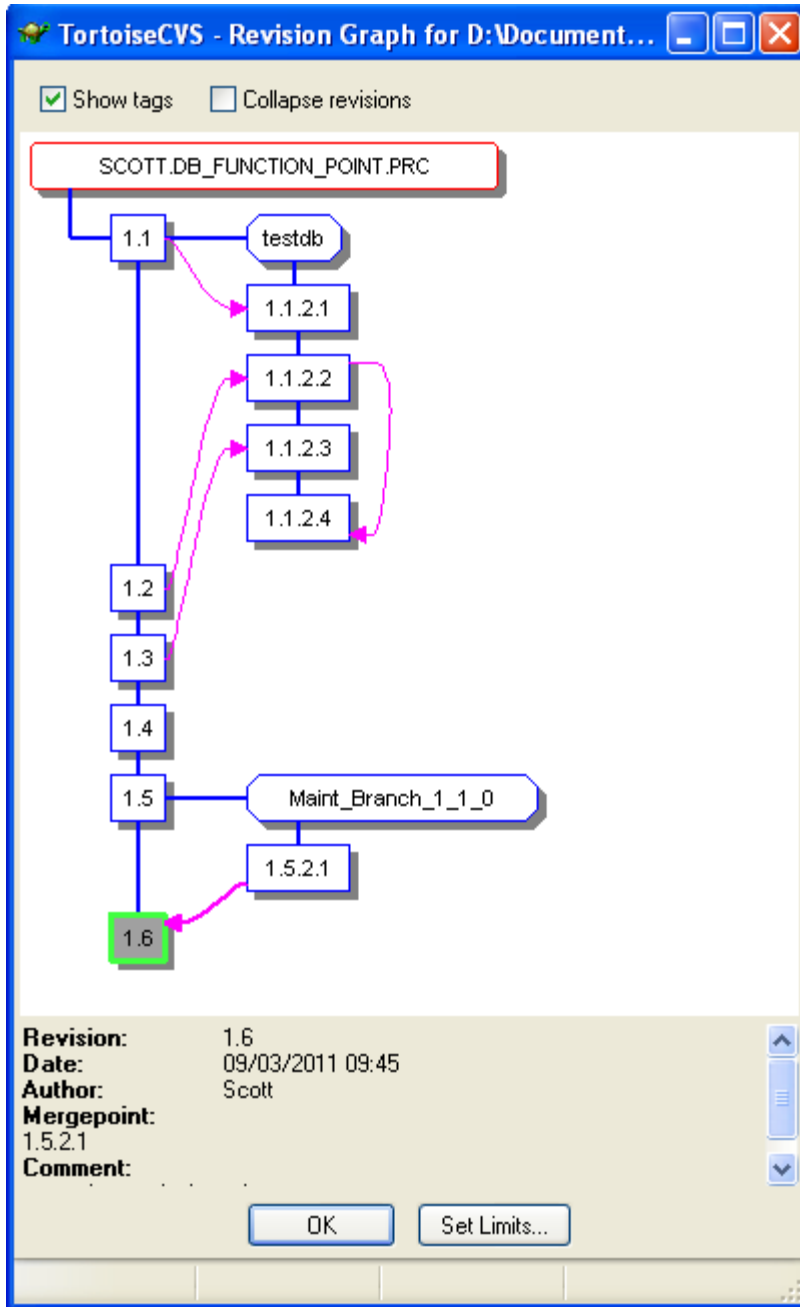 TortoiseCVS - Revision Graph for D:\Document...
Show tags Collapse revisions
SCOTT.DB_FUNCTION_POINT.PRC
1.1 testdb
1.1.2.1
1.1.2.2
1.1.2.3
1.1.2.4
1.2
1.3
1.4
1.5 Maint_Branch_1_1_0
1.5.2.1
1.6
Revision: 1.6
Date: 09/03/2011 09:45
Author: Scott
Mergepoint:
1.5.2.1
Comment:
OK Set Limits...